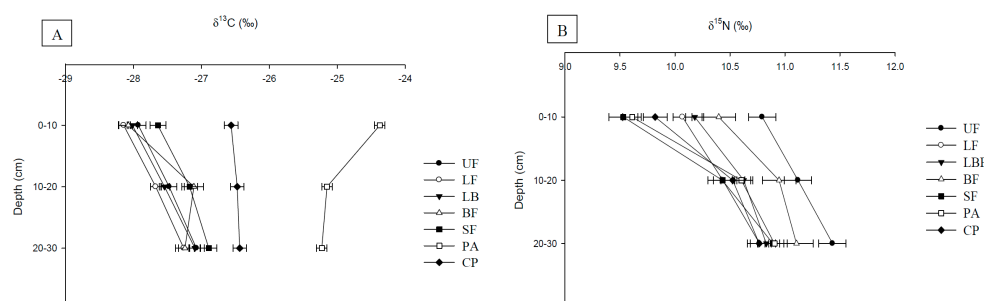 A
δ13C (‰)
-29 -28 -27 -26 -25 -24
0-10
10-20
20-30
Depth (cm)
UF
LF
LB
BF
SF
PA
CP
B
δ15N (‰)
9.0 9.5 10.0 10.5 11.0 11.5 12.0
0-10
10-20
20-30
Depth (cm)
UF
LF
LBF
BF
SF
PA
CP